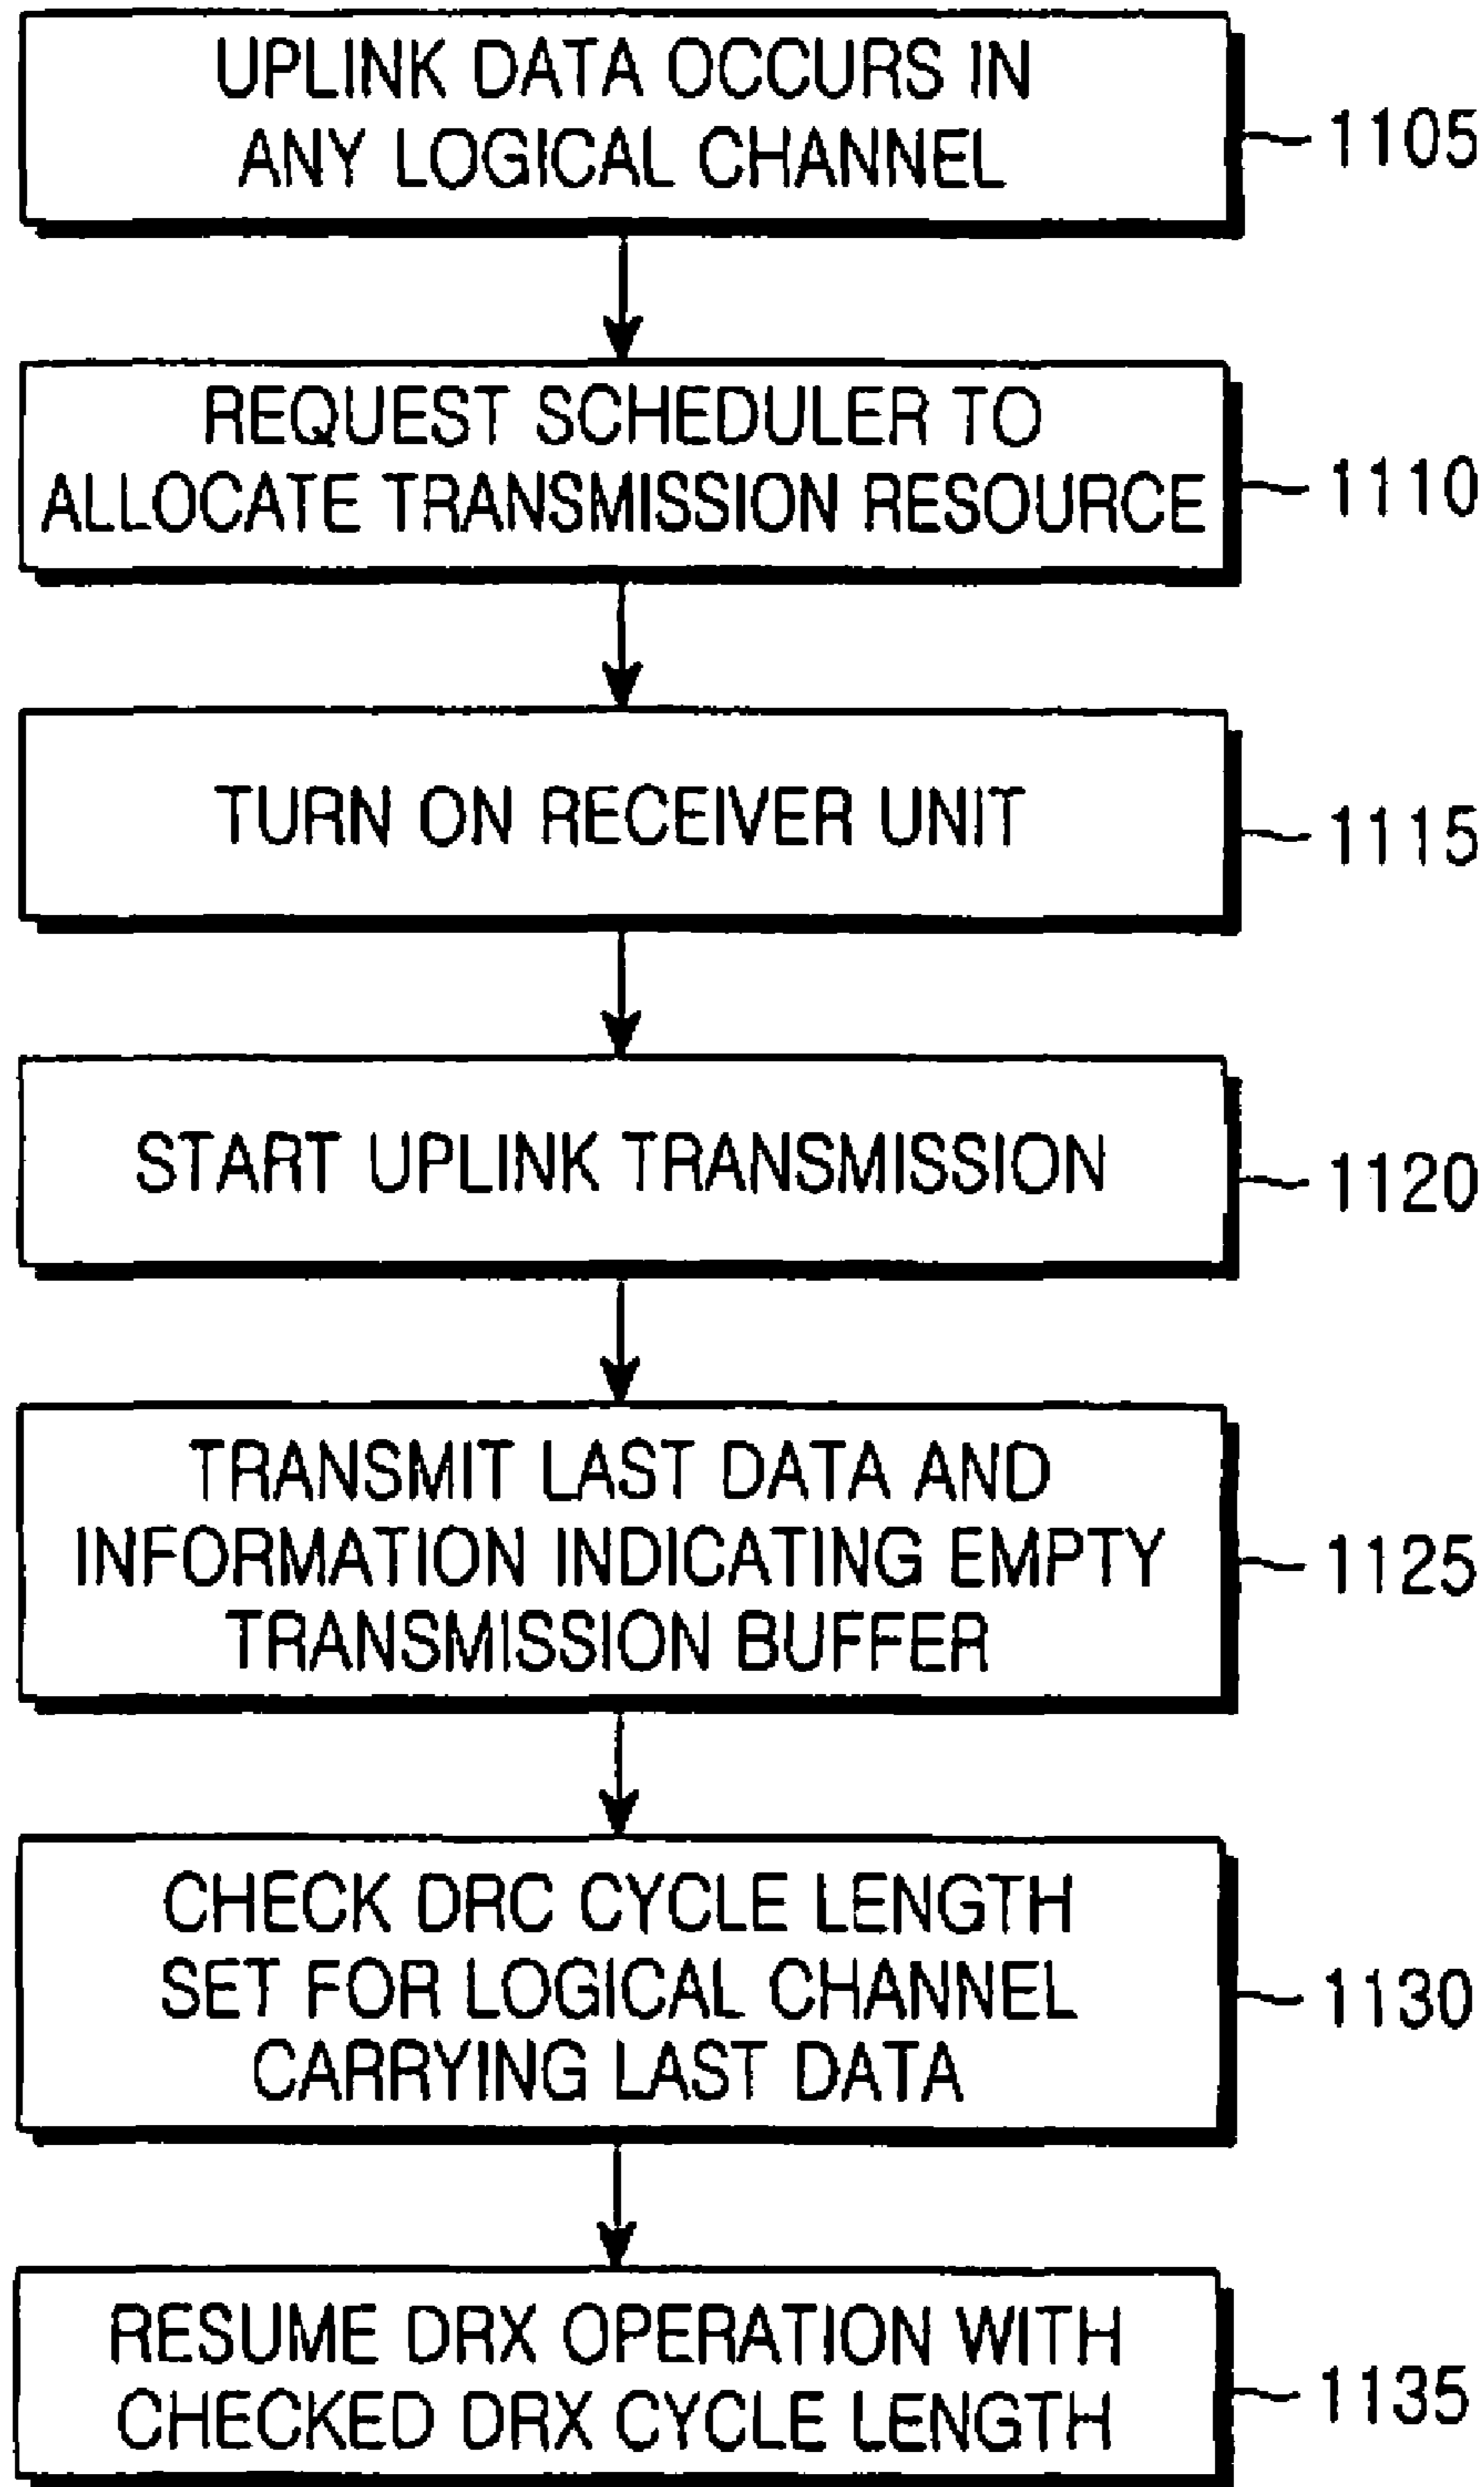 UPLINK DATA OCCURS IN
ANY LOGICAL CHANNEL
1105
REQUEST SCHEDULER TO
ALLOCATE TRANSMISSION RESOURCE
1110
TURN ON RECEIVER UNIT
1115
START UPLINK TRANSMISSION
1120
TRANSMIT LAST DATA AND
INFORMATION INDICATING EMPTY
TRANSMISSION BUFFER
1125
CHECK DRC CYCLE LENGTH
SET FOR LOGICAL CHANNEL
CARRYING LAST DATA
1130
RESUME DRX OPERATION WITH
CHECKED DRX CYCLE LENGTH
1135